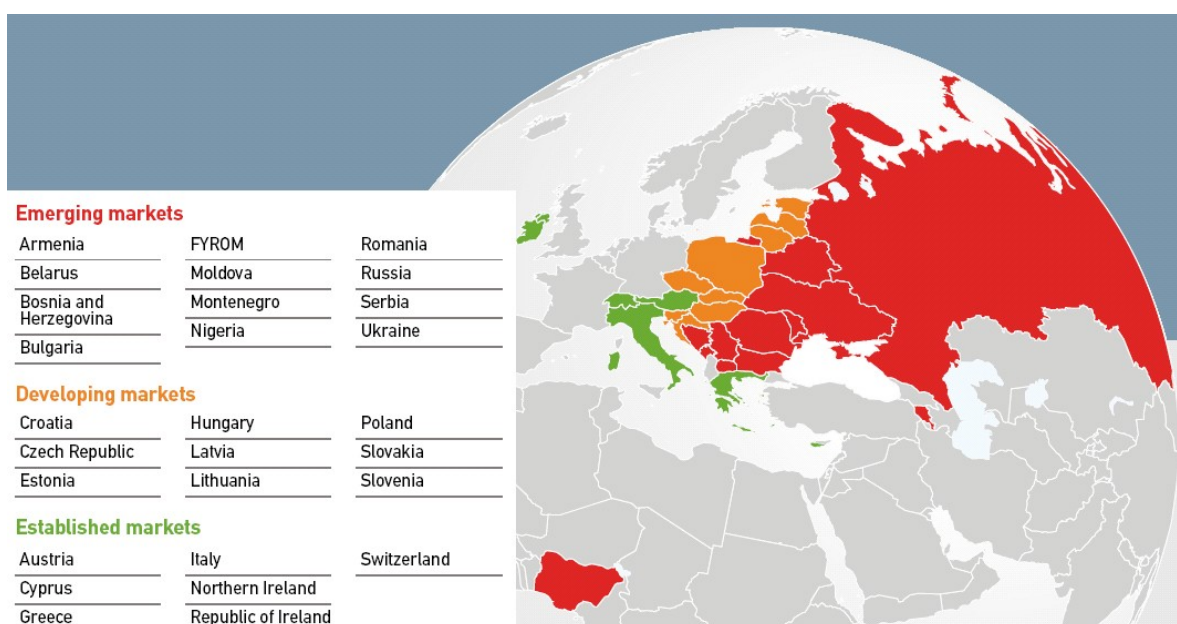 Emerging markets
Armenia FYROM Romania
Belarus Moldova Russia
Bosnia and
Herzegovina Montenegro Serbia
Bulgaria Nigeria Ukraine
Developing markets
Croatia Hungary Poland
Czech Republic Latvia Slovakia
Estonia Lithuania Slovenia
Established markets
Austria Italy Switzerland
Cyprus Northern Ireland
Greece Republic of Ireland